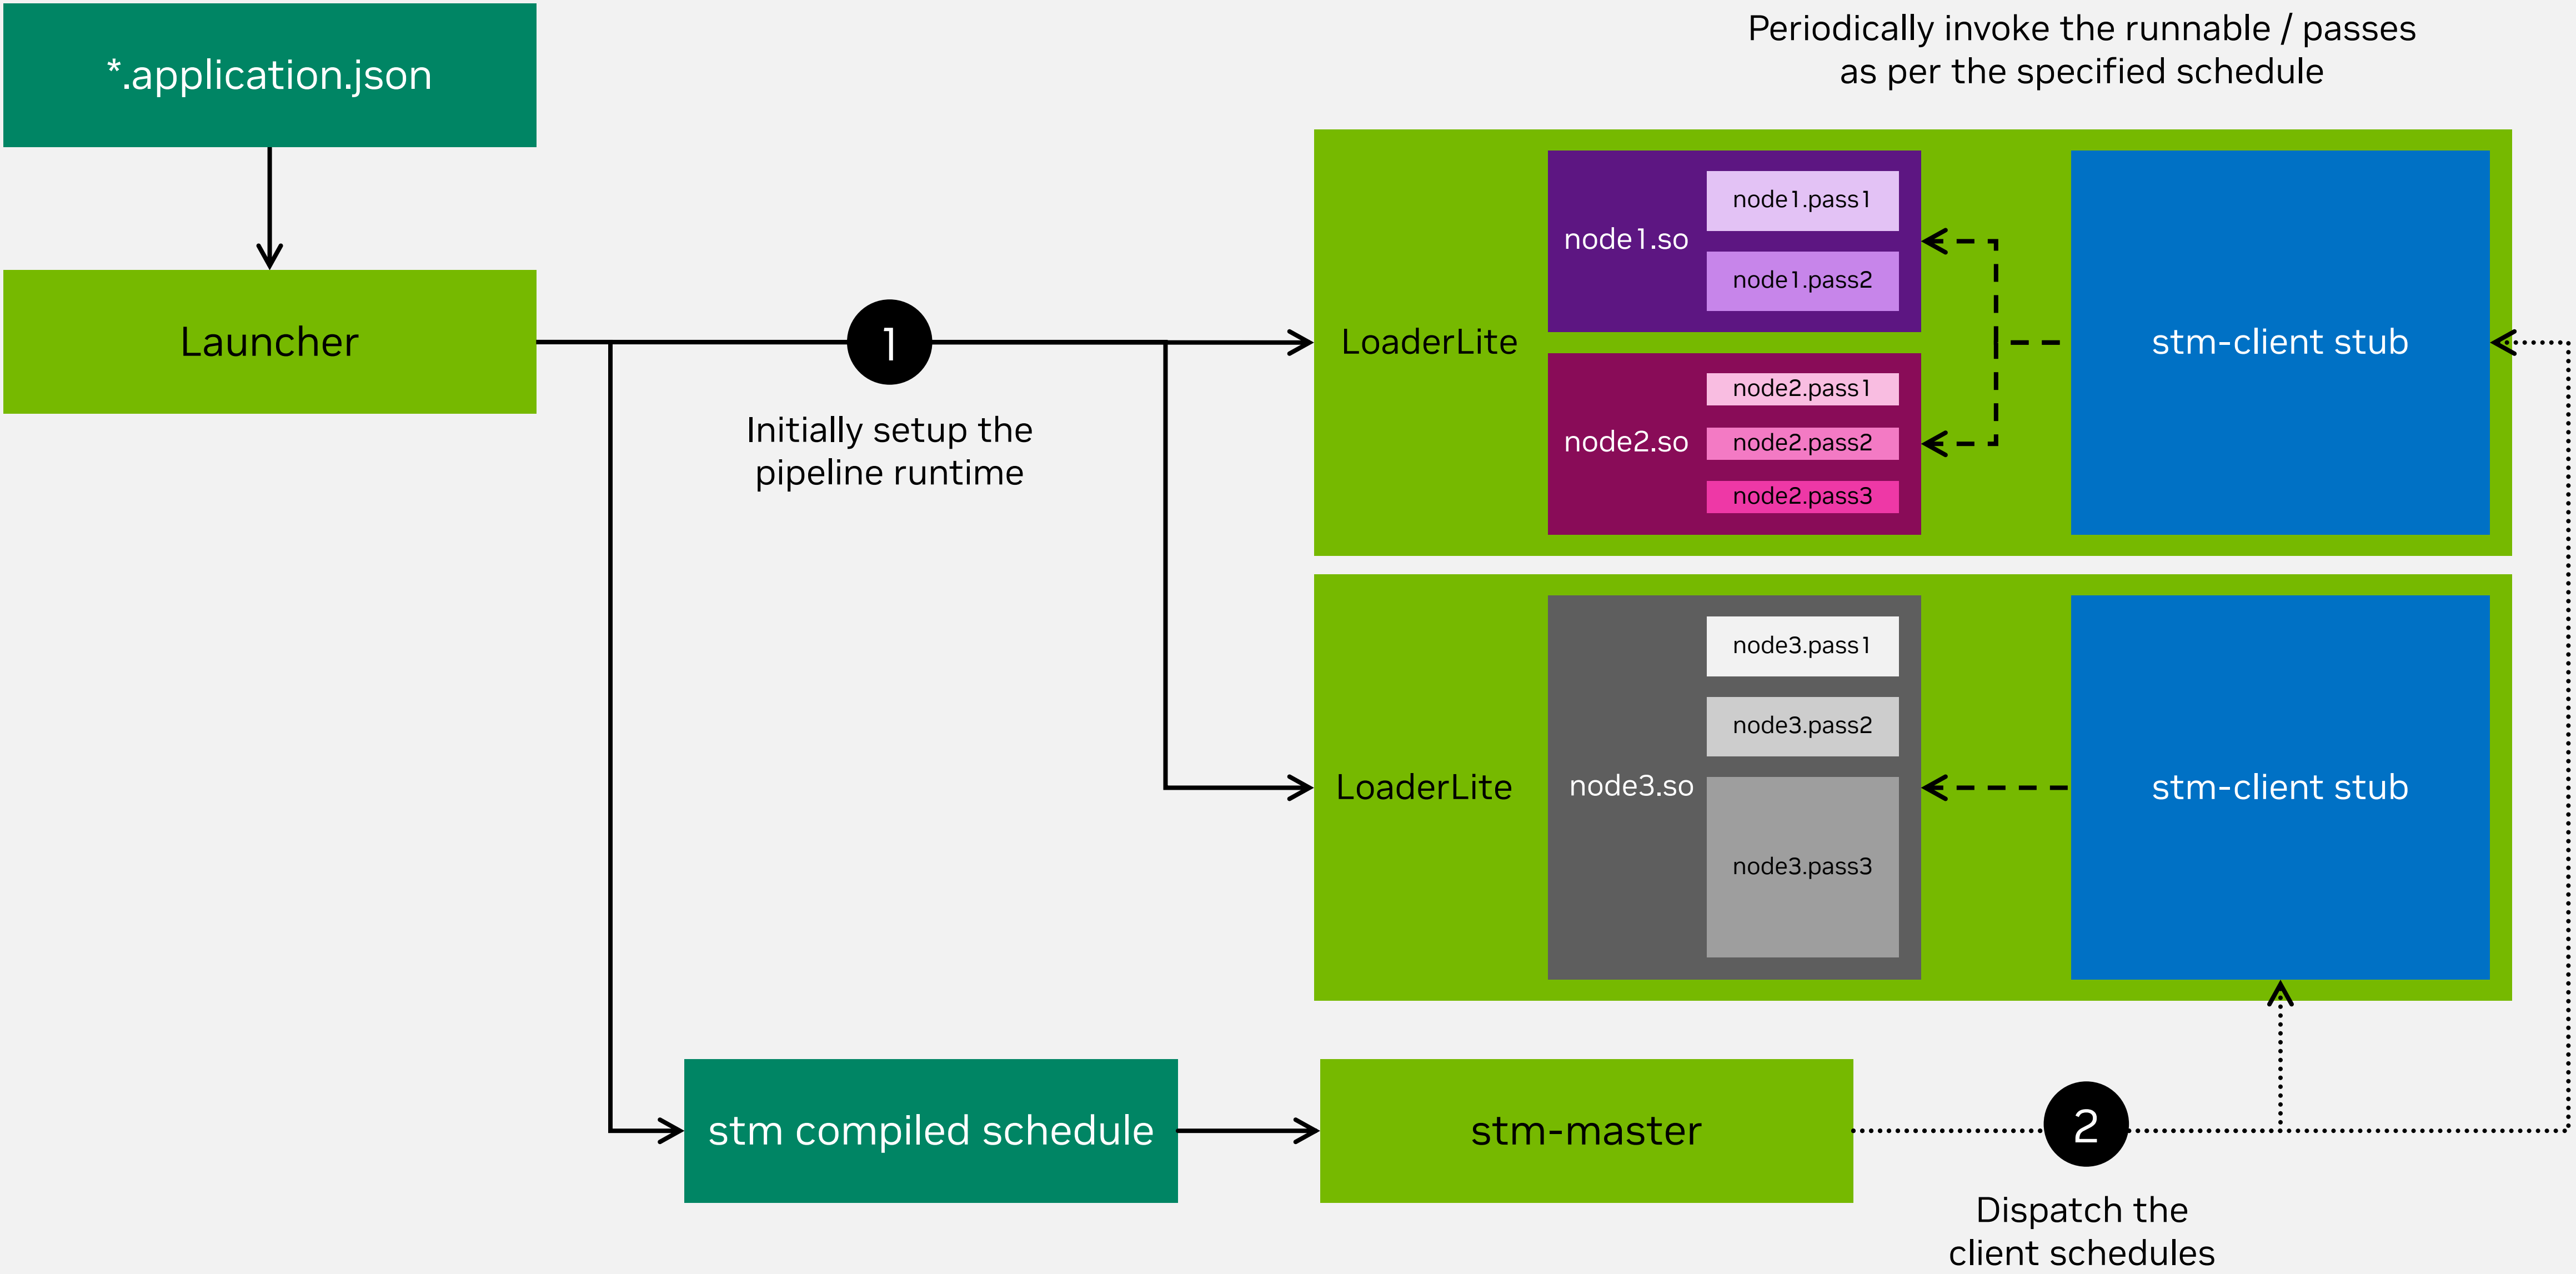 *.application.json
Periodically invoke the runnable / passes
as per the specified schedule
Launcher
1
Initially setup the
pipeline runtime
LoaderLite
node1.so
node1.pass1
node1.pass2
node2.so
node2.pass1
node2.pass2
node2.pass3
stm-client stub
LoaderLite
node3.so
node3.pass1
node3.pass2
node3.pass3
stm-client stub
stm compiled schedule
stm-master
2
Dispatch the
client schedules